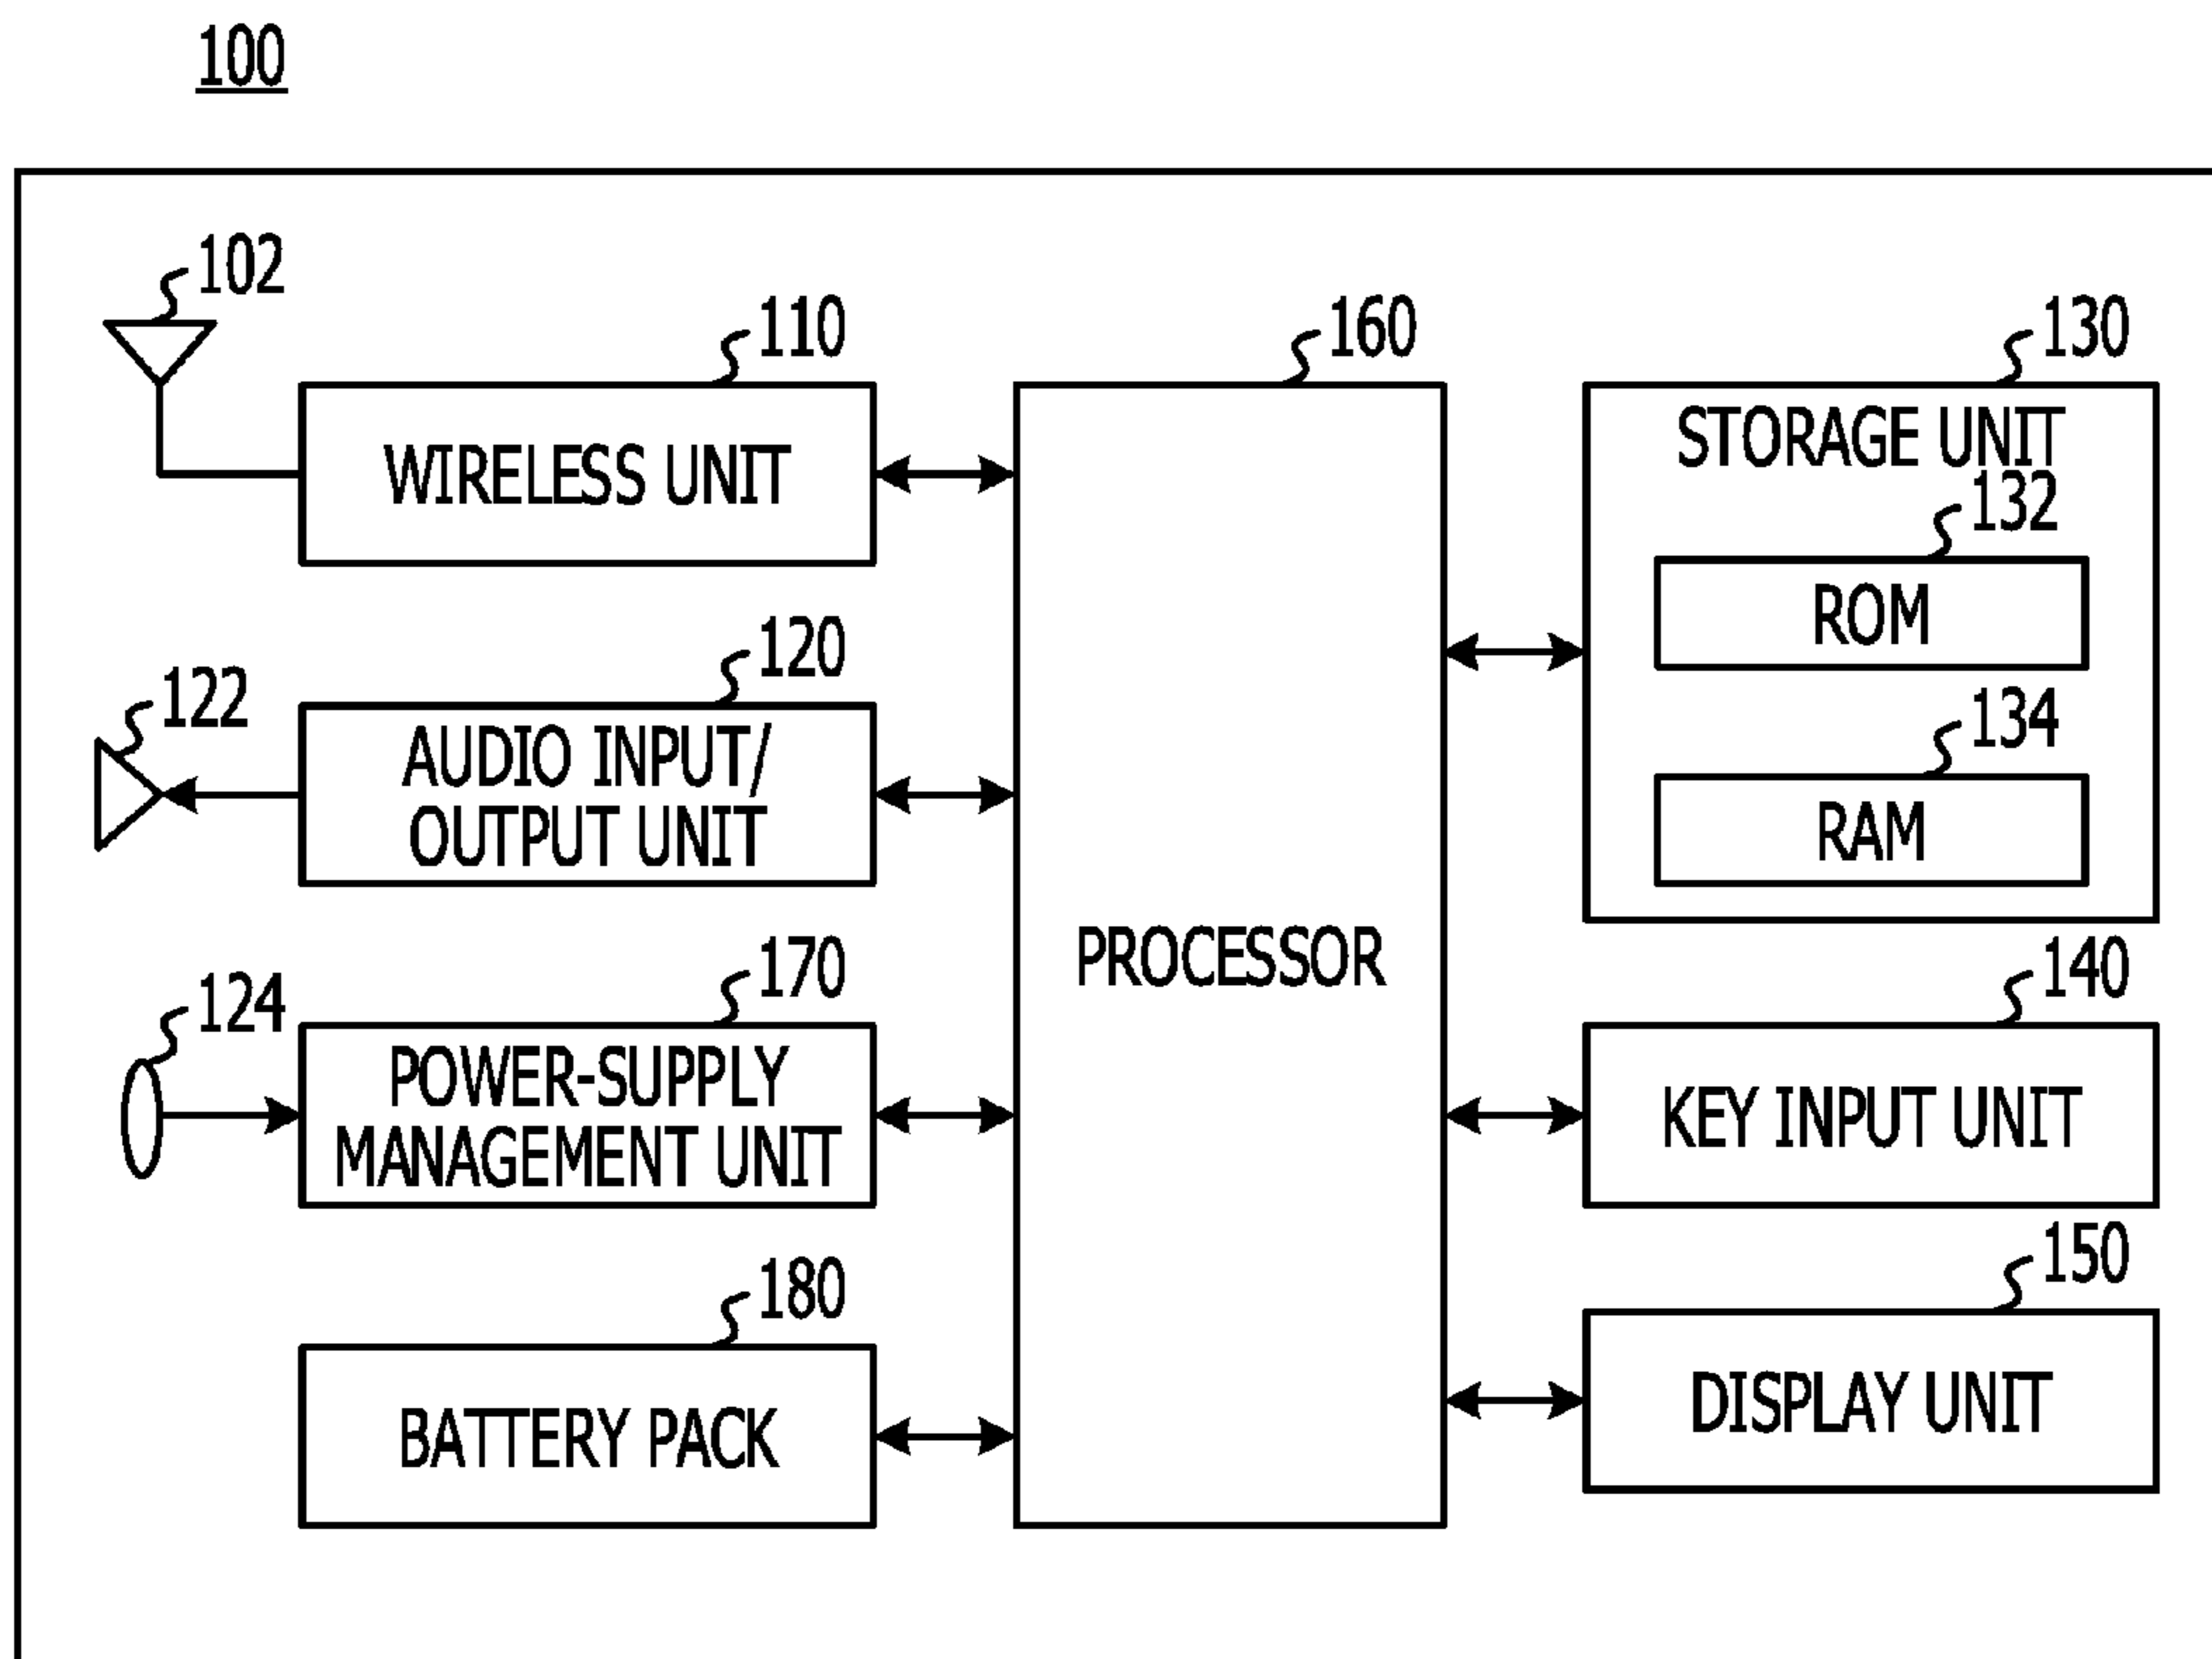 100
102
110
160
130
WIRELESS UNIT
STORAGE UNIT
132
ROM
122
120
134
AUDIO INPUT/
OUTPUT UNIT
RAM
PROCESSOR
124
170
140
POWER-SUPPLY
MANAGEMENT UNIT
KEY INPUT UNIT
180
150
BATTERY PACK
DISPLAY UNIT